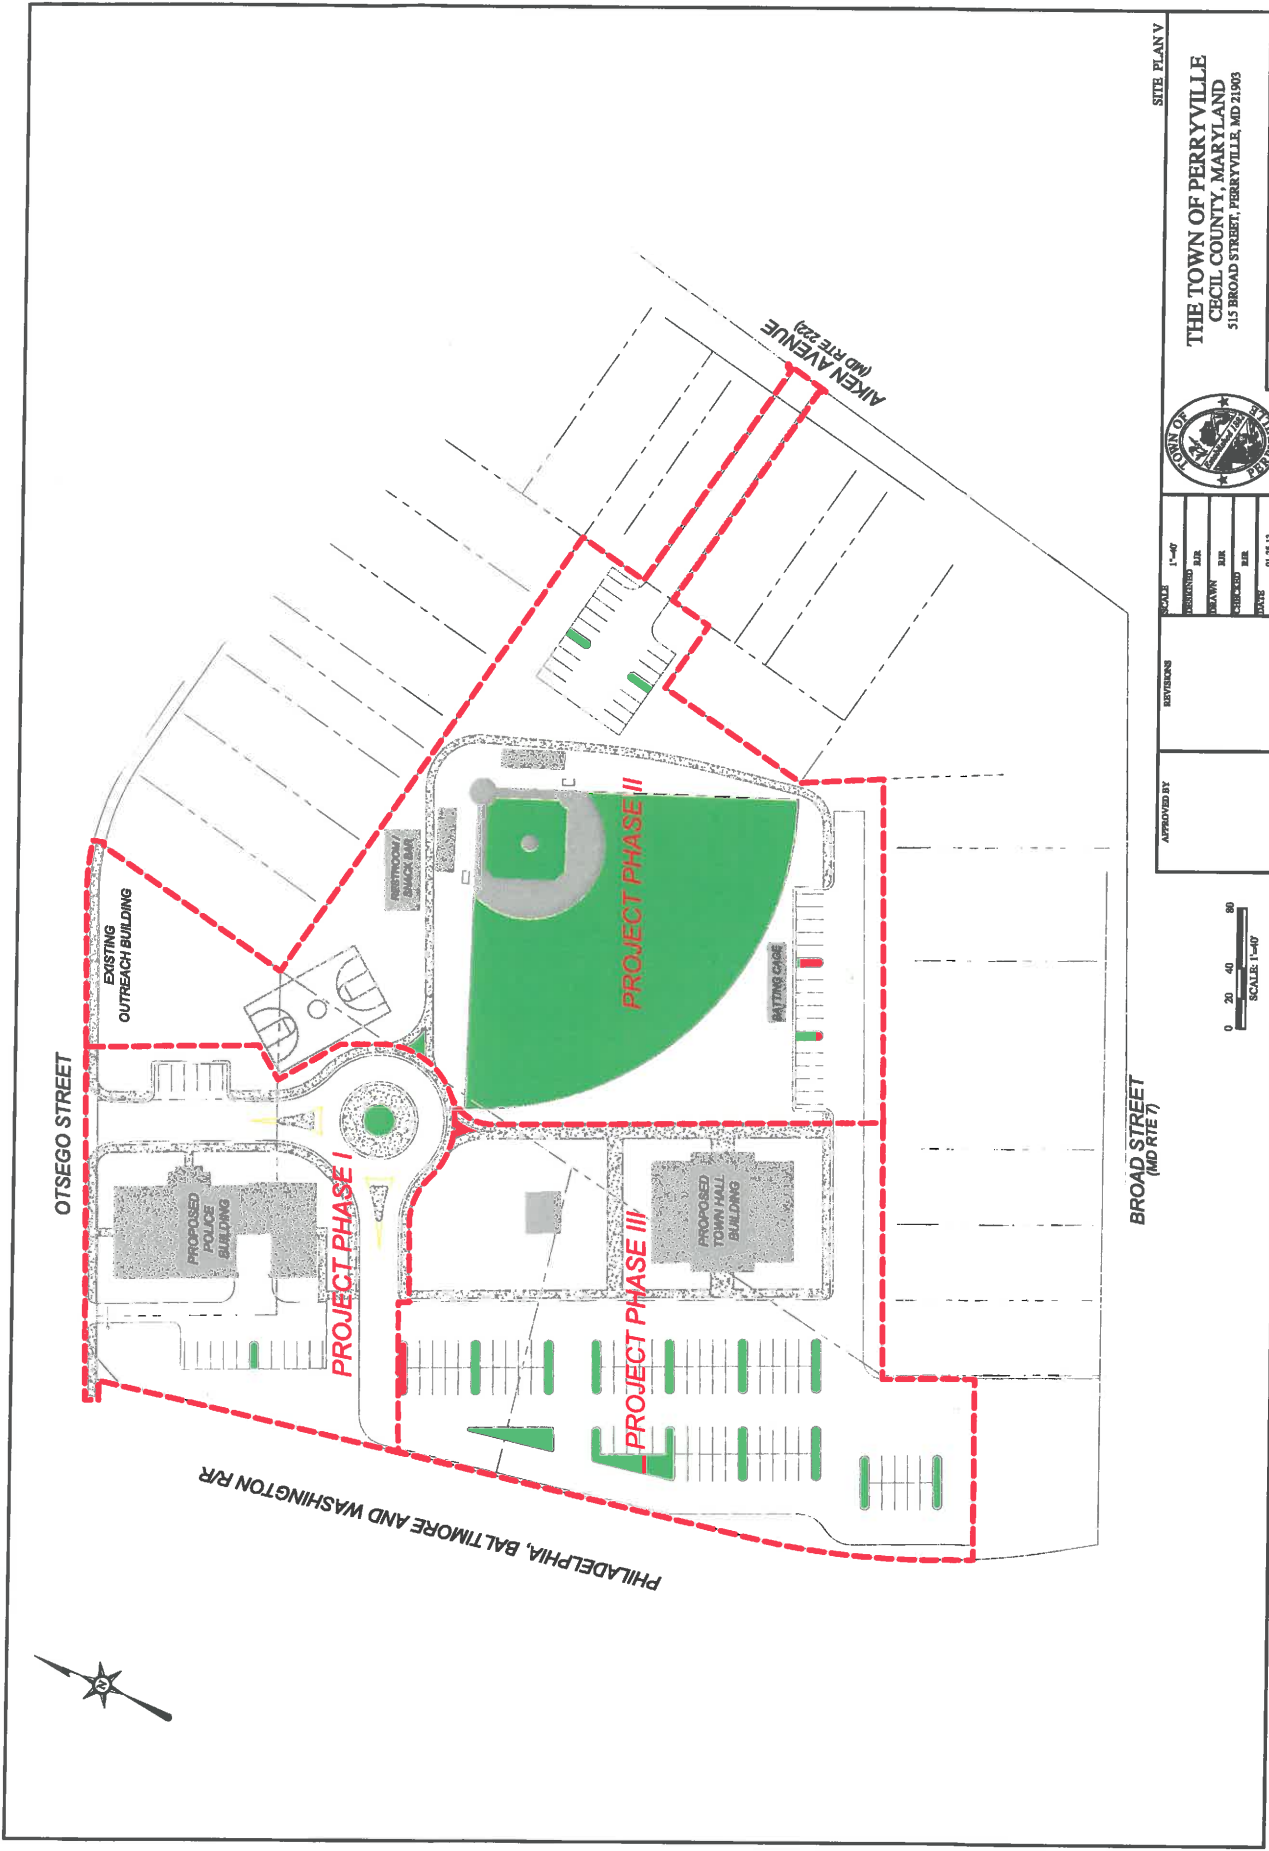 SITE PLAN V
THE TOWN OF PERRYVILLE
CECIL COUNTY, MARYLAND
515 BROAD STREET, PERRYVILLE, MD 21903
TOWN OF
SCALE 1"=40'
DESIGNED RJR
DRAWN RJR
CHECKED RJR
DATE
REVISIONS
APPROVED BY
0 20 40 80
SCALE: 1"=40'
AIKEN AVENUE
(MD RTE 222)
OTSEGO STREET
EXISTING
OUTREACH BUILDING
RESTROOM /
SNACK BAR
PROJECT PHASE II
BATTING CAGE
PROPOSED
POLICE
BUILDING
PROJECT PHASE I
PROPOSED
TOWN HALL
BUILDING
PROJECT PHASE III
BROAD STREET
(MD RTE 7)
PHILADELPHIA, BALTIMORE AND WASHINGTON R/R
N